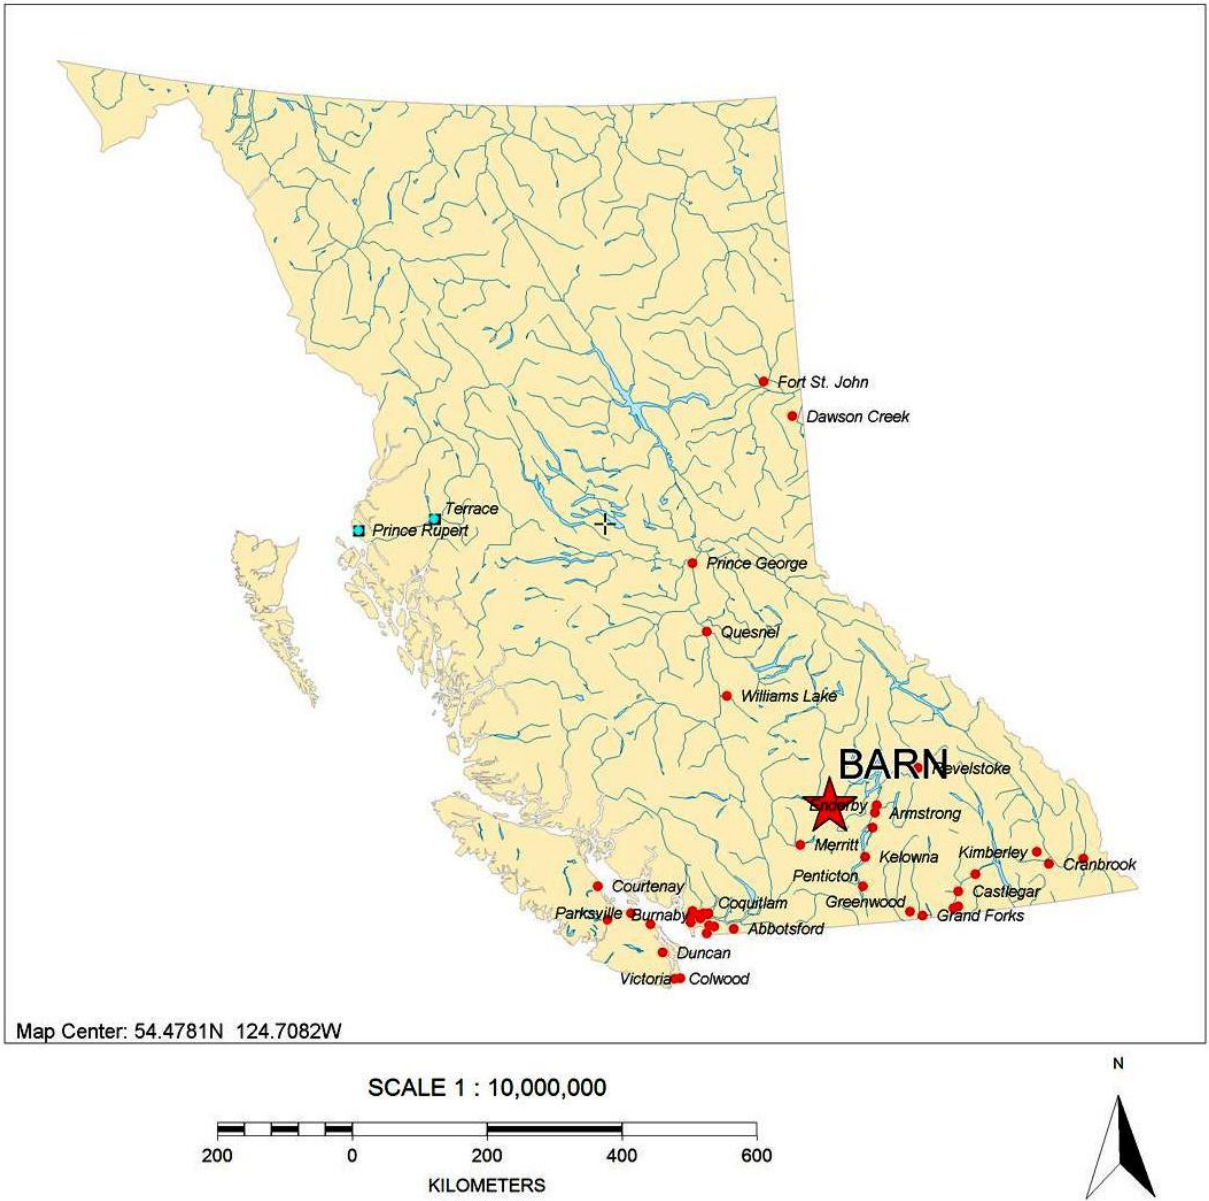 Fort St. John
Dawson Creek
Terrace
Prince Rupert
Prince George
Quesnel
Williams Lake
BARN
Revelstoke
Enderby
Armstrong
Merritt
Kelowna
Kimberley
Cranbrook
Penticton
Courtenay
Castlegar
Greenwood
Coquitlam
Parksville
Burnaby
Grand Forks
Abbotsford
Duncan
Victoria
Colwood
Map Center: 54.4781N 124.7082W
N
SCALE 1 : 10,000,000
200 0 200 400 600
KILOMETERS